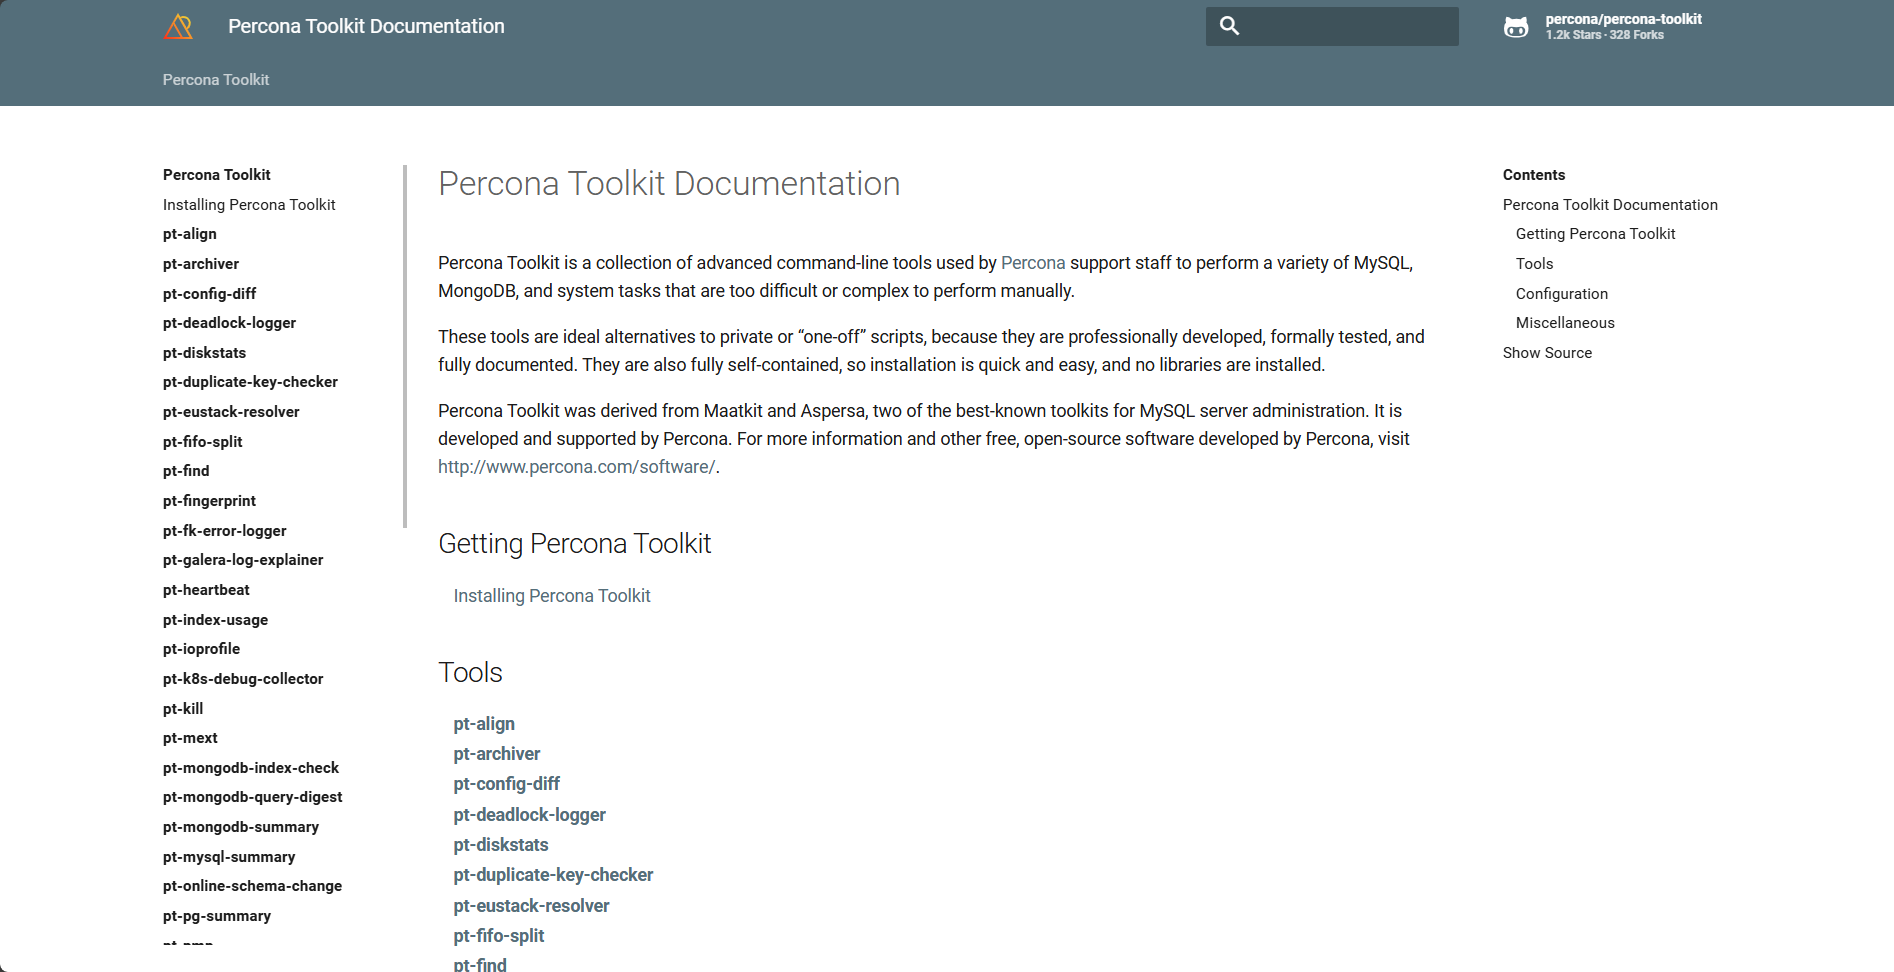 Percona Toolkit Documentation
percona/percona-toolkit
1.2k Stars · 328 Forks
Percona Toolkit
Percona Toolkit
Installing Percona Toolkit
pt-align
pt-archiver
pt-config-diff
pt-deadlock-logger
pt-diskstats
pt-duplicate-key-checker
pt-eustack-resolver
pt-fifo-split
pt-find
pt-fingerprint
pt-fk-error-logger
pt-galera-log-explainer
pt-heartbeat
pt-index-usage
pt-ioprofile
pt-k8s-debug-collector
pt-kill
pt-mext
pt-mongodb-index-check
pt-mongodb-query-digest
pt-mongodb-summary
pt-mysql-summary
pt-online-schema-change
pt-pg-summary
Percona Toolkit Documentation
Percona Toolkit is a collection of advanced command-line tools used by Percona support staff to perform a variety of MySQL,
MongoDB, and system tasks that are too difficult or complex to perform manually.
These tools are ideal alternatives to private or “one-off” scripts, because they are professionally developed, formally tested, and
fully documented. They are also fully self-contained, so installation is quick and easy, and no libraries are installed.
Percona Toolkit was derived from Maatkit and Aspersa, two of the best-known toolkits for MySQL server administration. It is
developed and supported by Percona. For more information and other free, open-source software developed by Percona, visit
http://www.percona.com/software/.
Getting Percona Toolkit
Installing Percona Toolkit
Tools
pt-align
pt-archiver
pt-config-diff
pt-deadlock-logger
pt-diskstats
pt-duplicate-key-checker
pt-eustack-resolver
pt-fifo-split
pt-find
Contents
Percona Toolkit Documentation
Getting Percona Toolkit
Tools
Configuration
Miscellaneous
Show Source